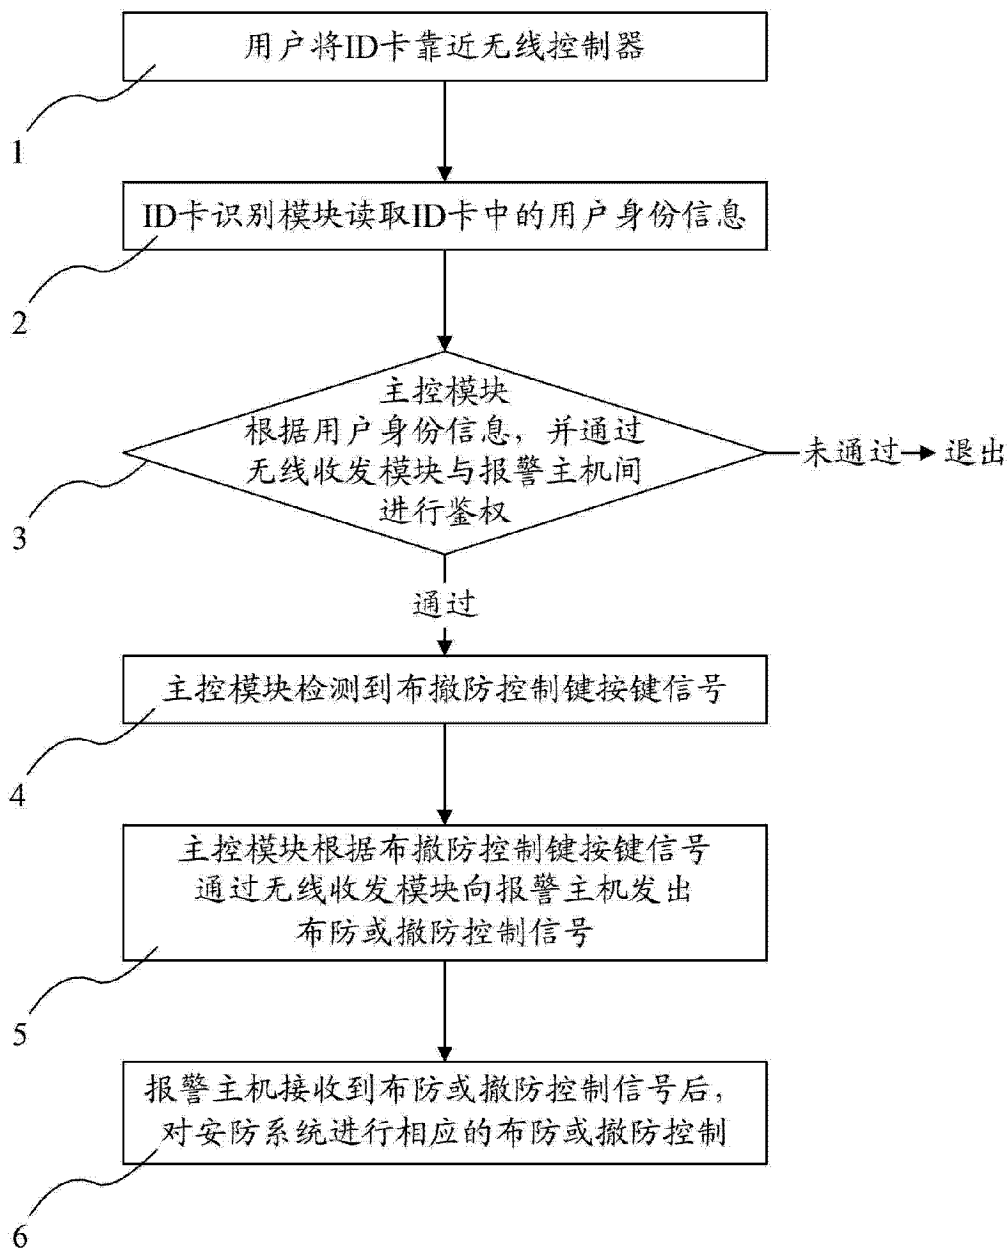 用户将ID卡靠近无线控制器
1
ID卡识别模块读取ID卡中的用户身份信息
2
主控模块
根据用户身份信息，并通过
无线收发模块与报警主机间
进行鉴权
未通过
退出
3
通过
主控模块检测到布撤防控制键按键信号
4
主控模块根据布撤防控制键按键信号
通过无线收发模块向报警主机发出
布防或撤防控制信号
5
报警主机接收到布防或撤防控制信号后，
对安防系统进行相应的布防或撤防控制
6